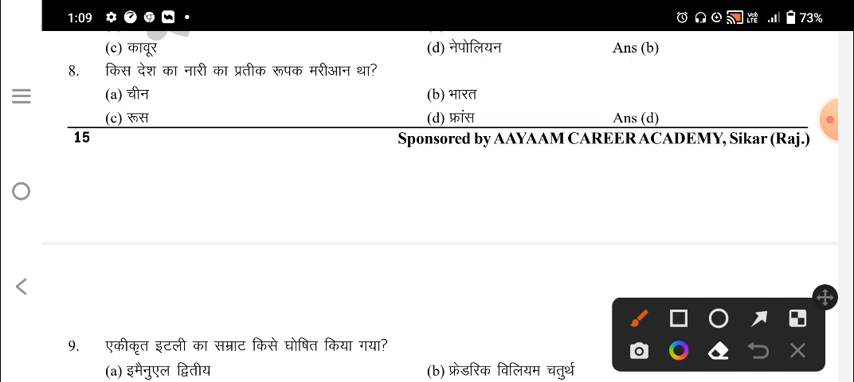 1:09 73%
(c) कावूर (d) नेपोलियन Ans (b)
8. किस देश का नारी का प्रतीक रूपक मरीआन था?
(a) चीन (b) भारत
(c) रूस (d) फ्रांस Ans (d)
15 Sponsored by AAYAAM CAREER ACADEMY, Sikar (Raj.)
9. एकीकृत इटली का सम्राट किसे घोषित किया गया?
(a) इमैनुएल द्वितीय (b) फ्रेडरिक विलियम चतुर्थ